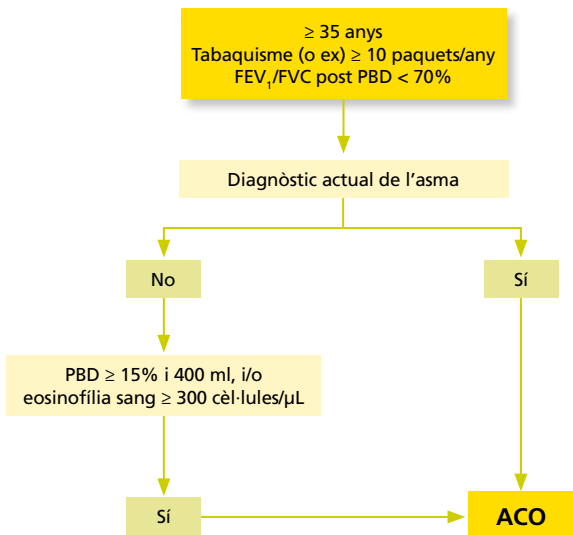 ≥ 35 anys
Tabaquisme (o ex) ≥ 10 paquets/any
FEV₁/FVC post PBD < 70%
Diagnòstic actual de l'asma
No
Sí
PBD ≥ 15% i 400 ml, i/o
eosinofília sang ≥ 300 cèl·lules/µL
Sí
ACO